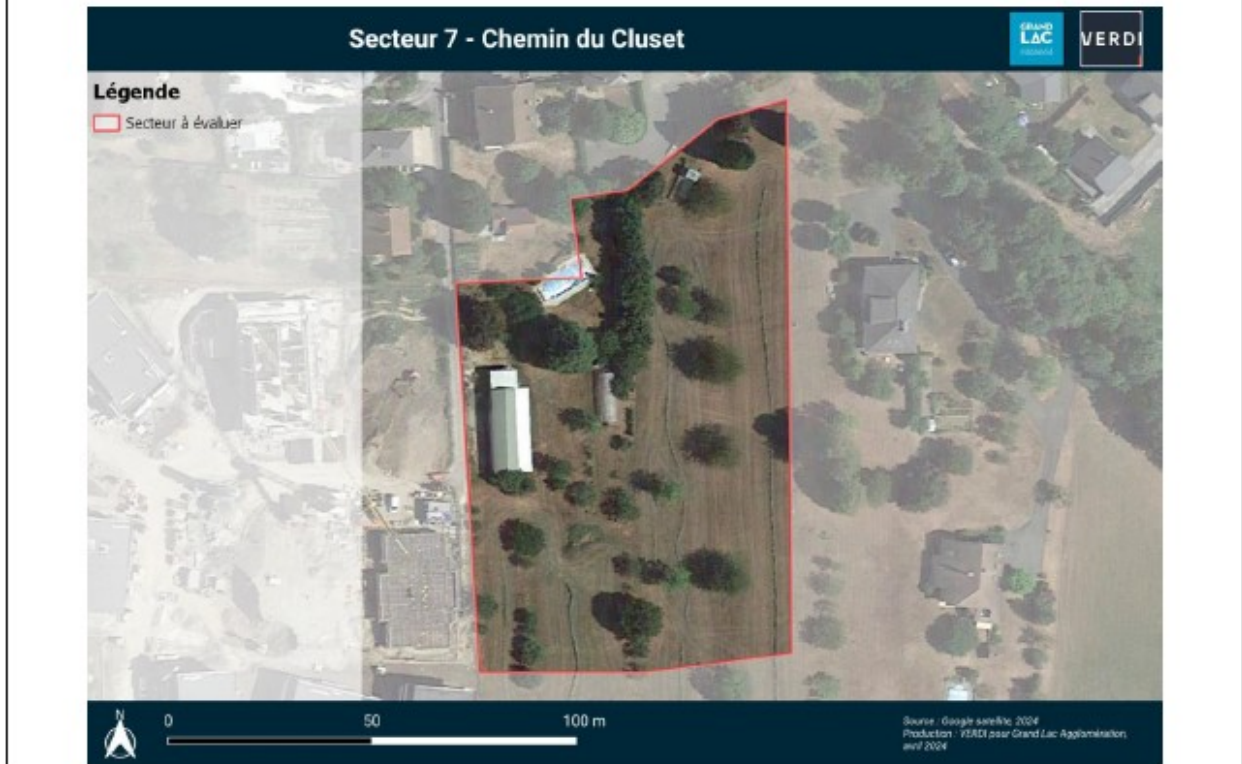 Secteur 7 - Chemin du Cluset
GRAND
LAC
VERDI
Légende
Secteur à évaluer
N
0 50 100 m
Source : Google satellite, 2024
Production : VERDI pour Grand Lac Agglomération,
avril 2024